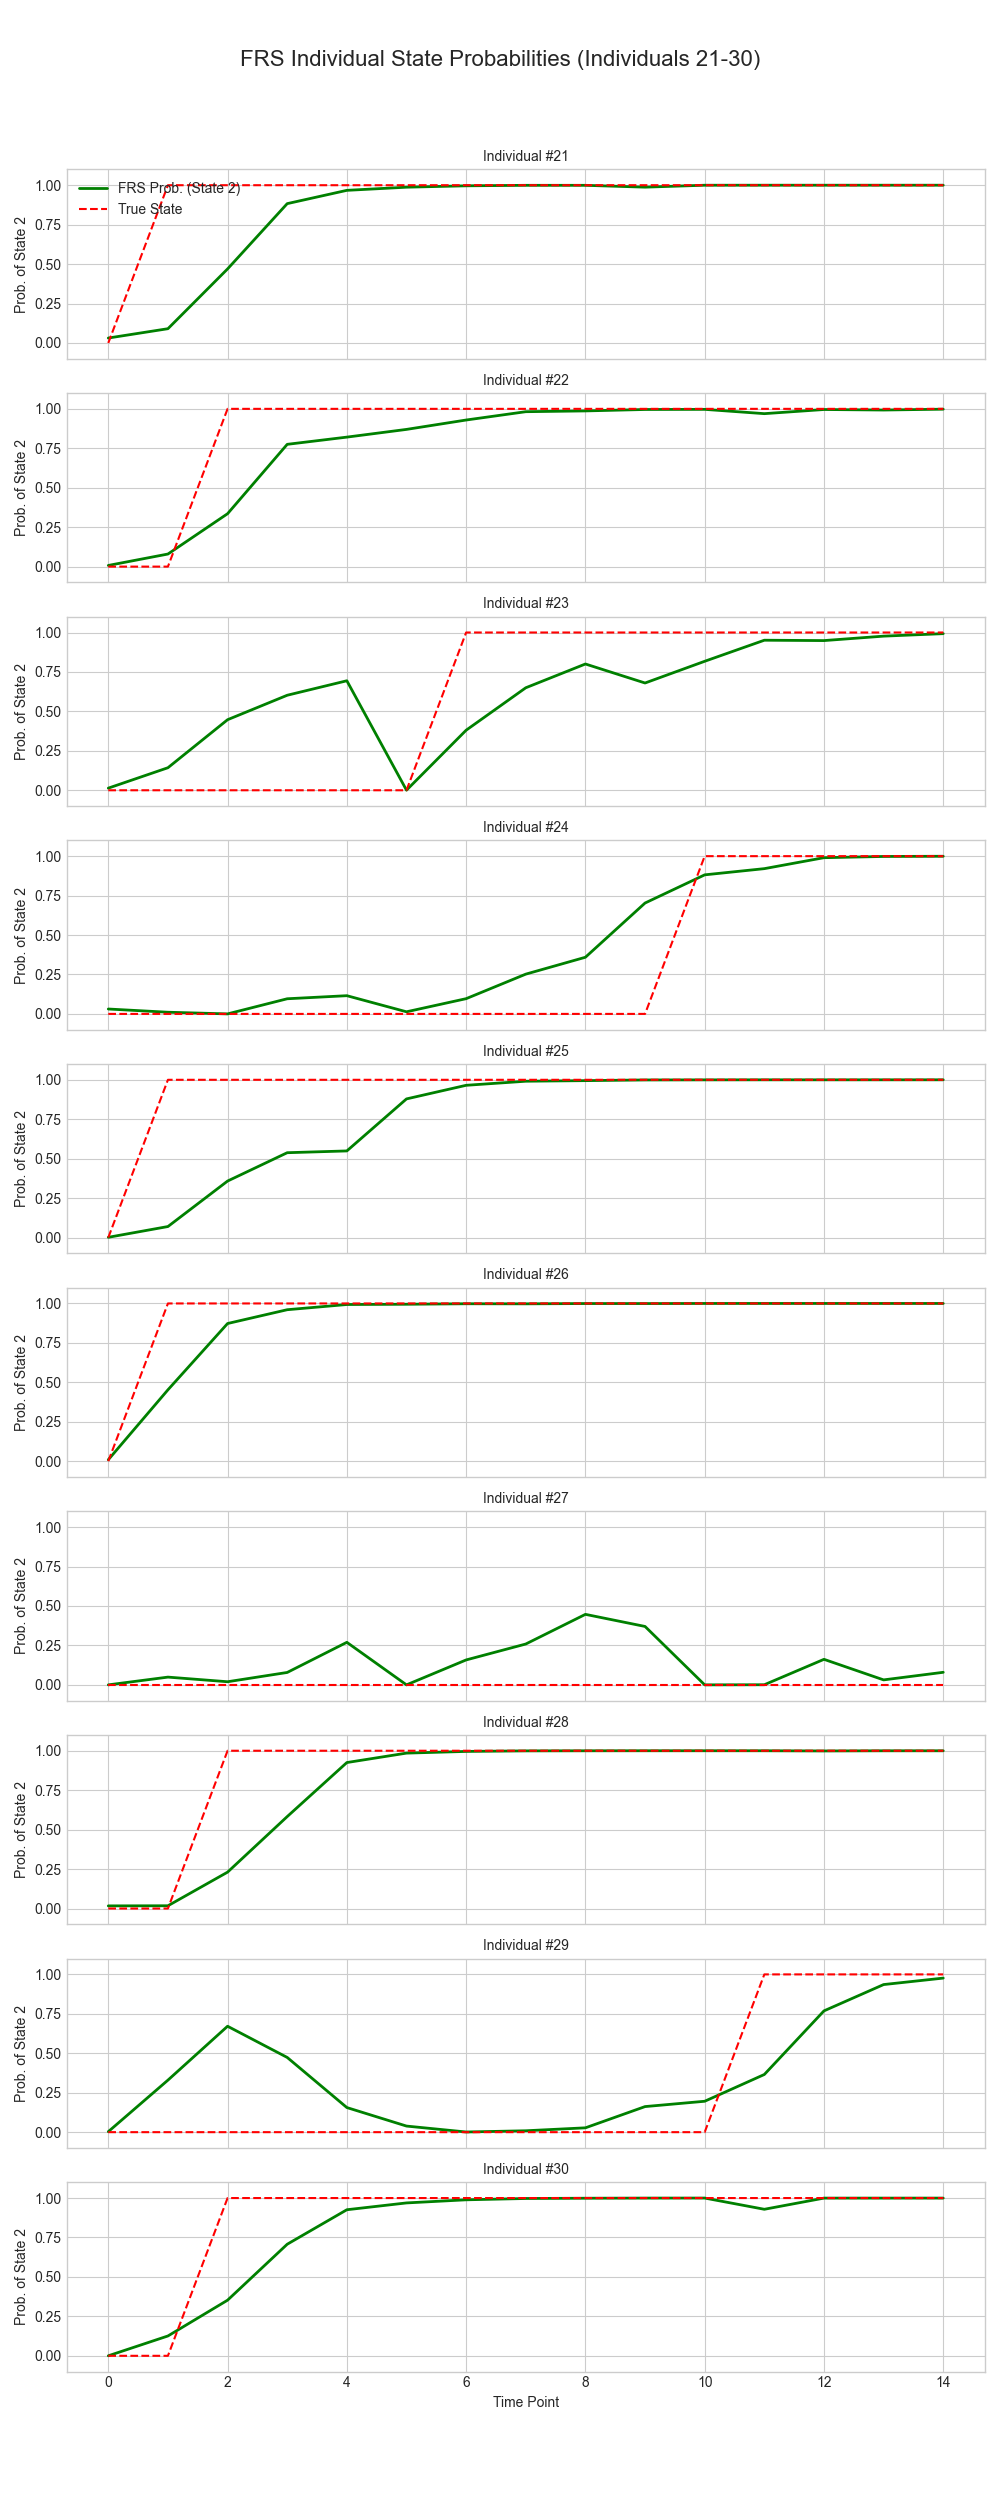 FRS Individual State Probabilities (Individuals 21-30)
Individual #21
FRS Prob. (State 2)
True State
Prob. of State 2
1.00
0.75
0.50
0.25
0.00
Individual #22
Prob. of State 2
1.00
0.75
0.50
0.25
0.00
Individual #23
Prob. of State 2
1.00
0.75
0.50
0.25
0.00
Individual #24
Prob. of State 2
1.00
0.75
0.50
0.25
0.00
Individual #25
Prob. of State 2
1.00
0.75
0.50
0.25
0.00
Individual #26
Prob. of State 2
1.00
0.75
0.50
0.25
0.00
Individual #27
Prob. of State 2
1.00
0.75
0.50
0.25
0.00
Individual #28
Prob. of State 2
1.00
0.75
0.50
0.25
0.00
Individual #29
Prob. of State 2
1.00
0.75
0.50
0.25
0.00
Individual #30
Prob. of State 2
1.00
0.75
0.50
0.25
0.00
0 2 4 6 8 10 12 14
Time Point